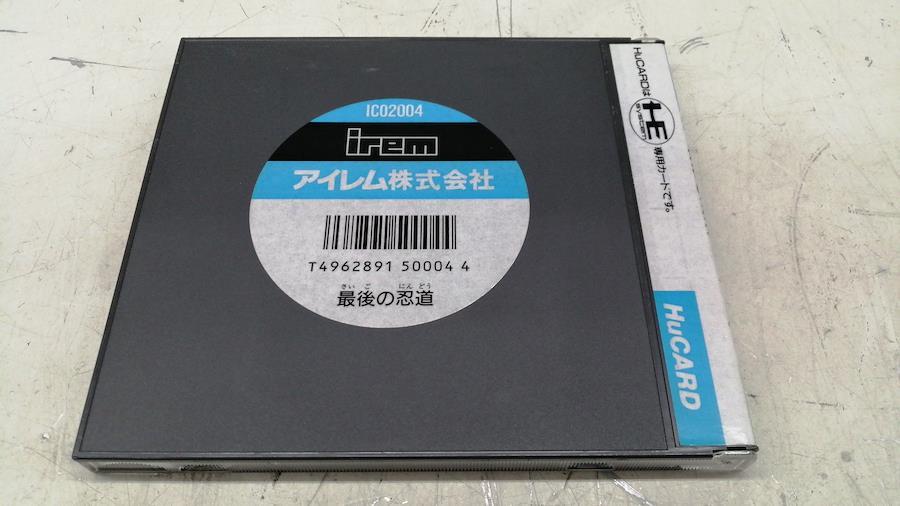 IC02004
irem
アイレム株式会社
T4962891 50004 4
さい ご にん どう
最後の忍道
HuCARDは
HE
system
専用カードです。
HuCARD